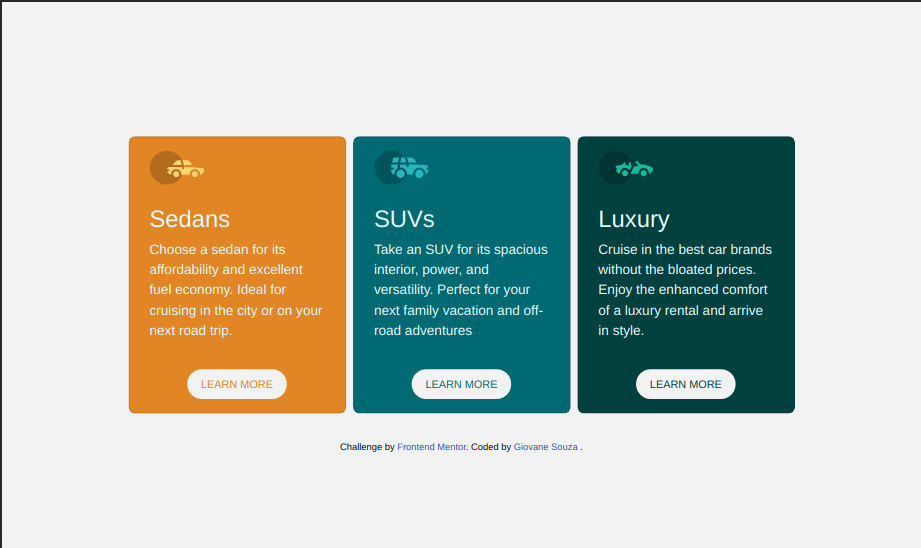 Sedans
Choose a sedan for its
affordability and excellent
fuel economy. Ideal for
cruising in the city or on your
next road trip.
LEARN MORE
SUVs
Take an SUV for its spacious
interior, power, and
versatility. Perfect for your
next family vacation and off-
road adventures
LEARN MORE
Luxury
Cruise in the best car brands
without the bloated prices.
Enjoy the enhanced comfort
of a luxury rental and arrive
in style.
LEARN MORE
Challenge by Frontend Mentor. Coded by Giovane Souza .